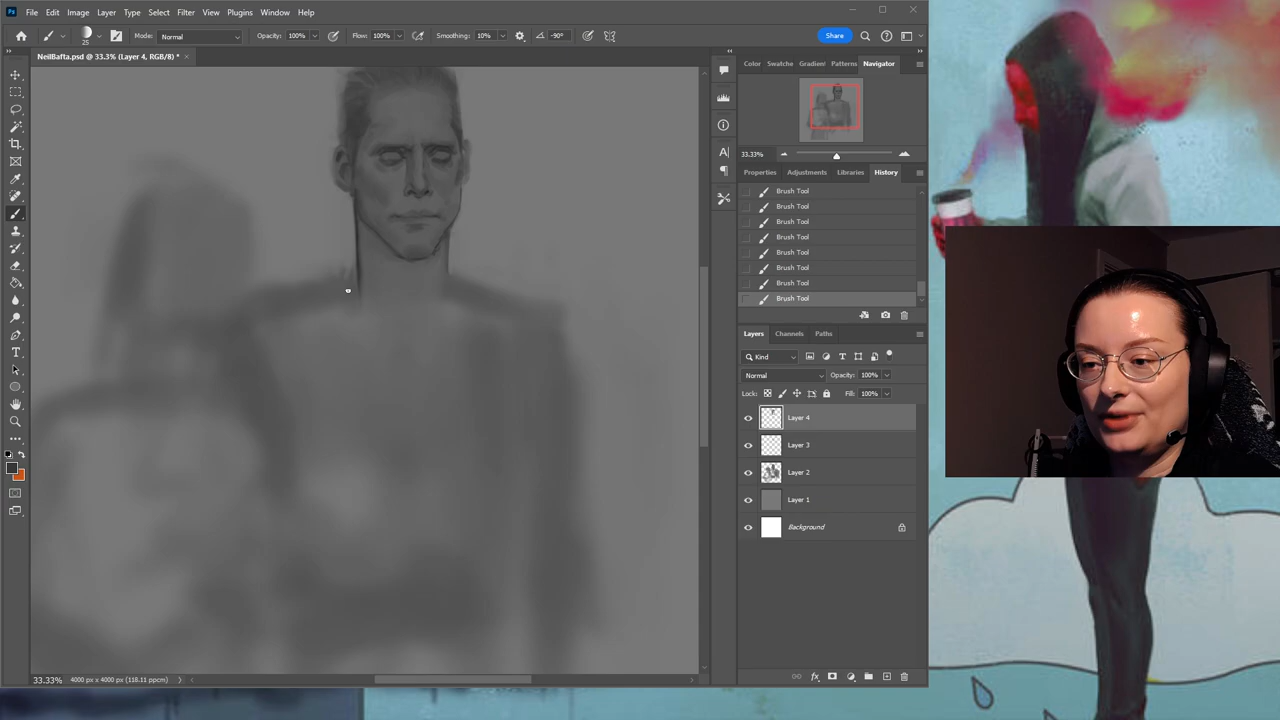 Ps File Edit Image Layer Type Select Filter View Plugins Window Help
25 Mode: Normal Opacity: 100% Flow: 100% Smoothing: 10% -90° Share
NeilBafta.psd @ 33.3% (Layer 4, RGB/8) * ×
Color Swatche Gradien Patterns Navigator
33.33%
Properties Adjustments Libraries History
Brush Tool
Brush Tool
Brush Tool
Brush Tool
Brush Tool
Brush Tool
Brush Tool
Brush Tool
Layers Channels Paths
Kind
Normal Opacity: 100%
Lock: Fill: 100%
Layer 4
Layer 3
Layer 2
Layer 1
Background
33.33% 4000 px x 4000 px (118.11 ppcm)